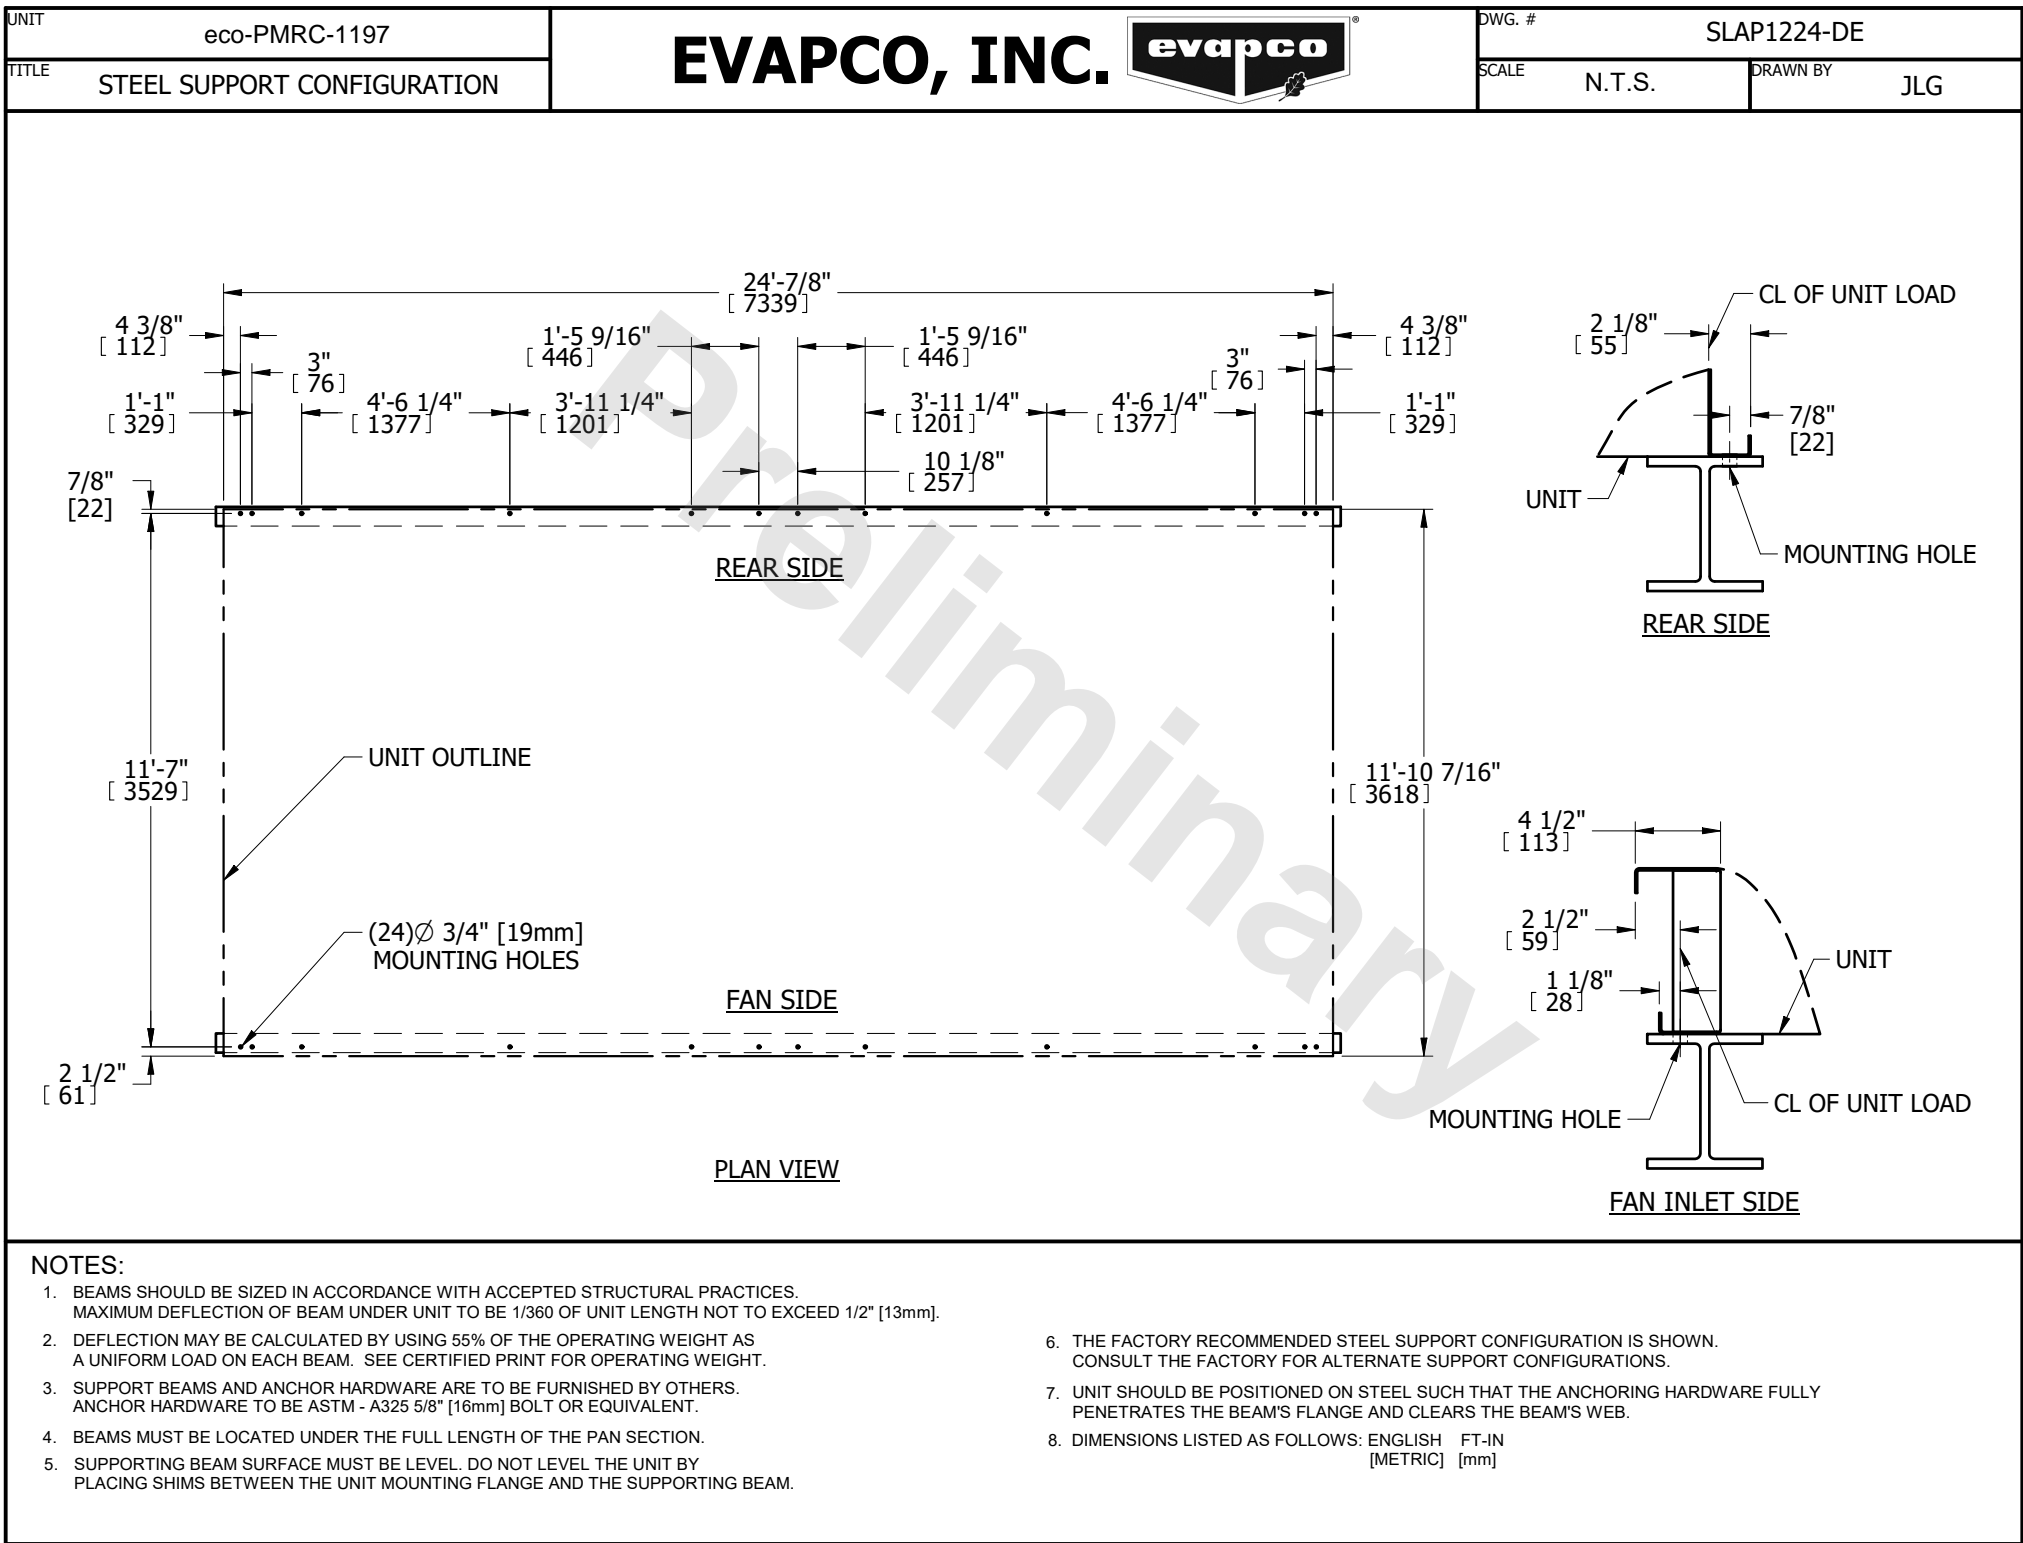 UNIT
eco-PMRC-1197
TITLE
STEEL SUPPORT CONFIGURATION
EVAPCO, INC.
evapco
®
DWG. #
SLAP1224-DE
SCALE
N.T.S.
DRAWN BY
JLG
24'-7/8"
[ 7339]
4 3/8"
[ 112]
3"
[ 76]
1'-5 9/16"
[ 446]
1'-5 9/16"
[ 446]
3"
[ 76]
4 3/8"
[ 112]
1'-1"
[ 329]
4'-6 1/4"
[ 1377]
3'-11 1/4"
[ 1201]
3'-11 1/4"
[ 1201]
4'-6 1/4"
[ 1377]
1'-1"
[ 329]
10 1/8"
[ 257]
7/8"
[22]
REAR SIDE
UNIT OUTLINE
11'-7"
[ 3529]
11'-10 7/16"
[ 3618]
(24)Ø 3/4" [19mm]
MOUNTING HOLES
FAN SIDE
2 1/2"
[ 61]
PLAN VIEW
Preliminary
CL OF UNIT LOAD
2 1/8"
[ 55]
7/8"
[22]
UNIT
MOUNTING HOLE
REAR SIDE
4 1/2"
[ 113]
2 1/2"
[ 59]
1 1/8"
[ 28]
UNIT
CL OF UNIT LOAD
MOUNTING HOLE
FAN INLET SIDE
NOTES:
1. BEAMS SHOULD BE SIZED IN ACCORDANCE WITH ACCEPTED STRUCTURAL PRACTICES.
MAXIMUM DEFLECTION OF BEAM UNDER UNIT TO BE 1/360 OF UNIT LENGTH NOT TO EXCEED 1/2" [13mm].
2. DEFLECTION MAY BE CALCULATED BY USING 55% OF THE OPERATING WEIGHT AS
A UNIFORM LOAD ON EACH BEAM. SEE CERTIFIED PRINT FOR OPERATING WEIGHT.
3. SUPPORT BEAMS AND ANCHOR HARDWARE ARE TO BE FURNISHED BY OTHERS.
ANCHOR HARDWARE TO BE ASTM - A325 5/8" [16mm] BOLT OR EQUIVALENT.
4. BEAMS MUST BE LOCATED UNDER THE FULL LENGTH OF THE PAN SECTION.
5. SUPPORTING BEAM SURFACE MUST BE LEVEL. DO NOT LEVEL THE UNIT BY
PLACING SHIMS BETWEEN THE UNIT MOUNTING FLANGE AND THE SUPPORTING BEAM.
6. THE FACTORY RECOMMENDED STEEL SUPPORT CONFIGURATION IS SHOWN.
CONSULT THE FACTORY FOR ALTERNATE SUPPORT CONFIGURATIONS.
7. UNIT SHOULD BE POSITIONED ON STEEL SUCH THAT THE ANCHORING HARDWARE FULLY
PENETRATES THE BEAM'S FLANGE AND CLEARS THE BEAM'S WEB.
8. DIMENSIONS LISTED AS FOLLOWS: ENGLISH FT-IN
[METRIC] [mm]